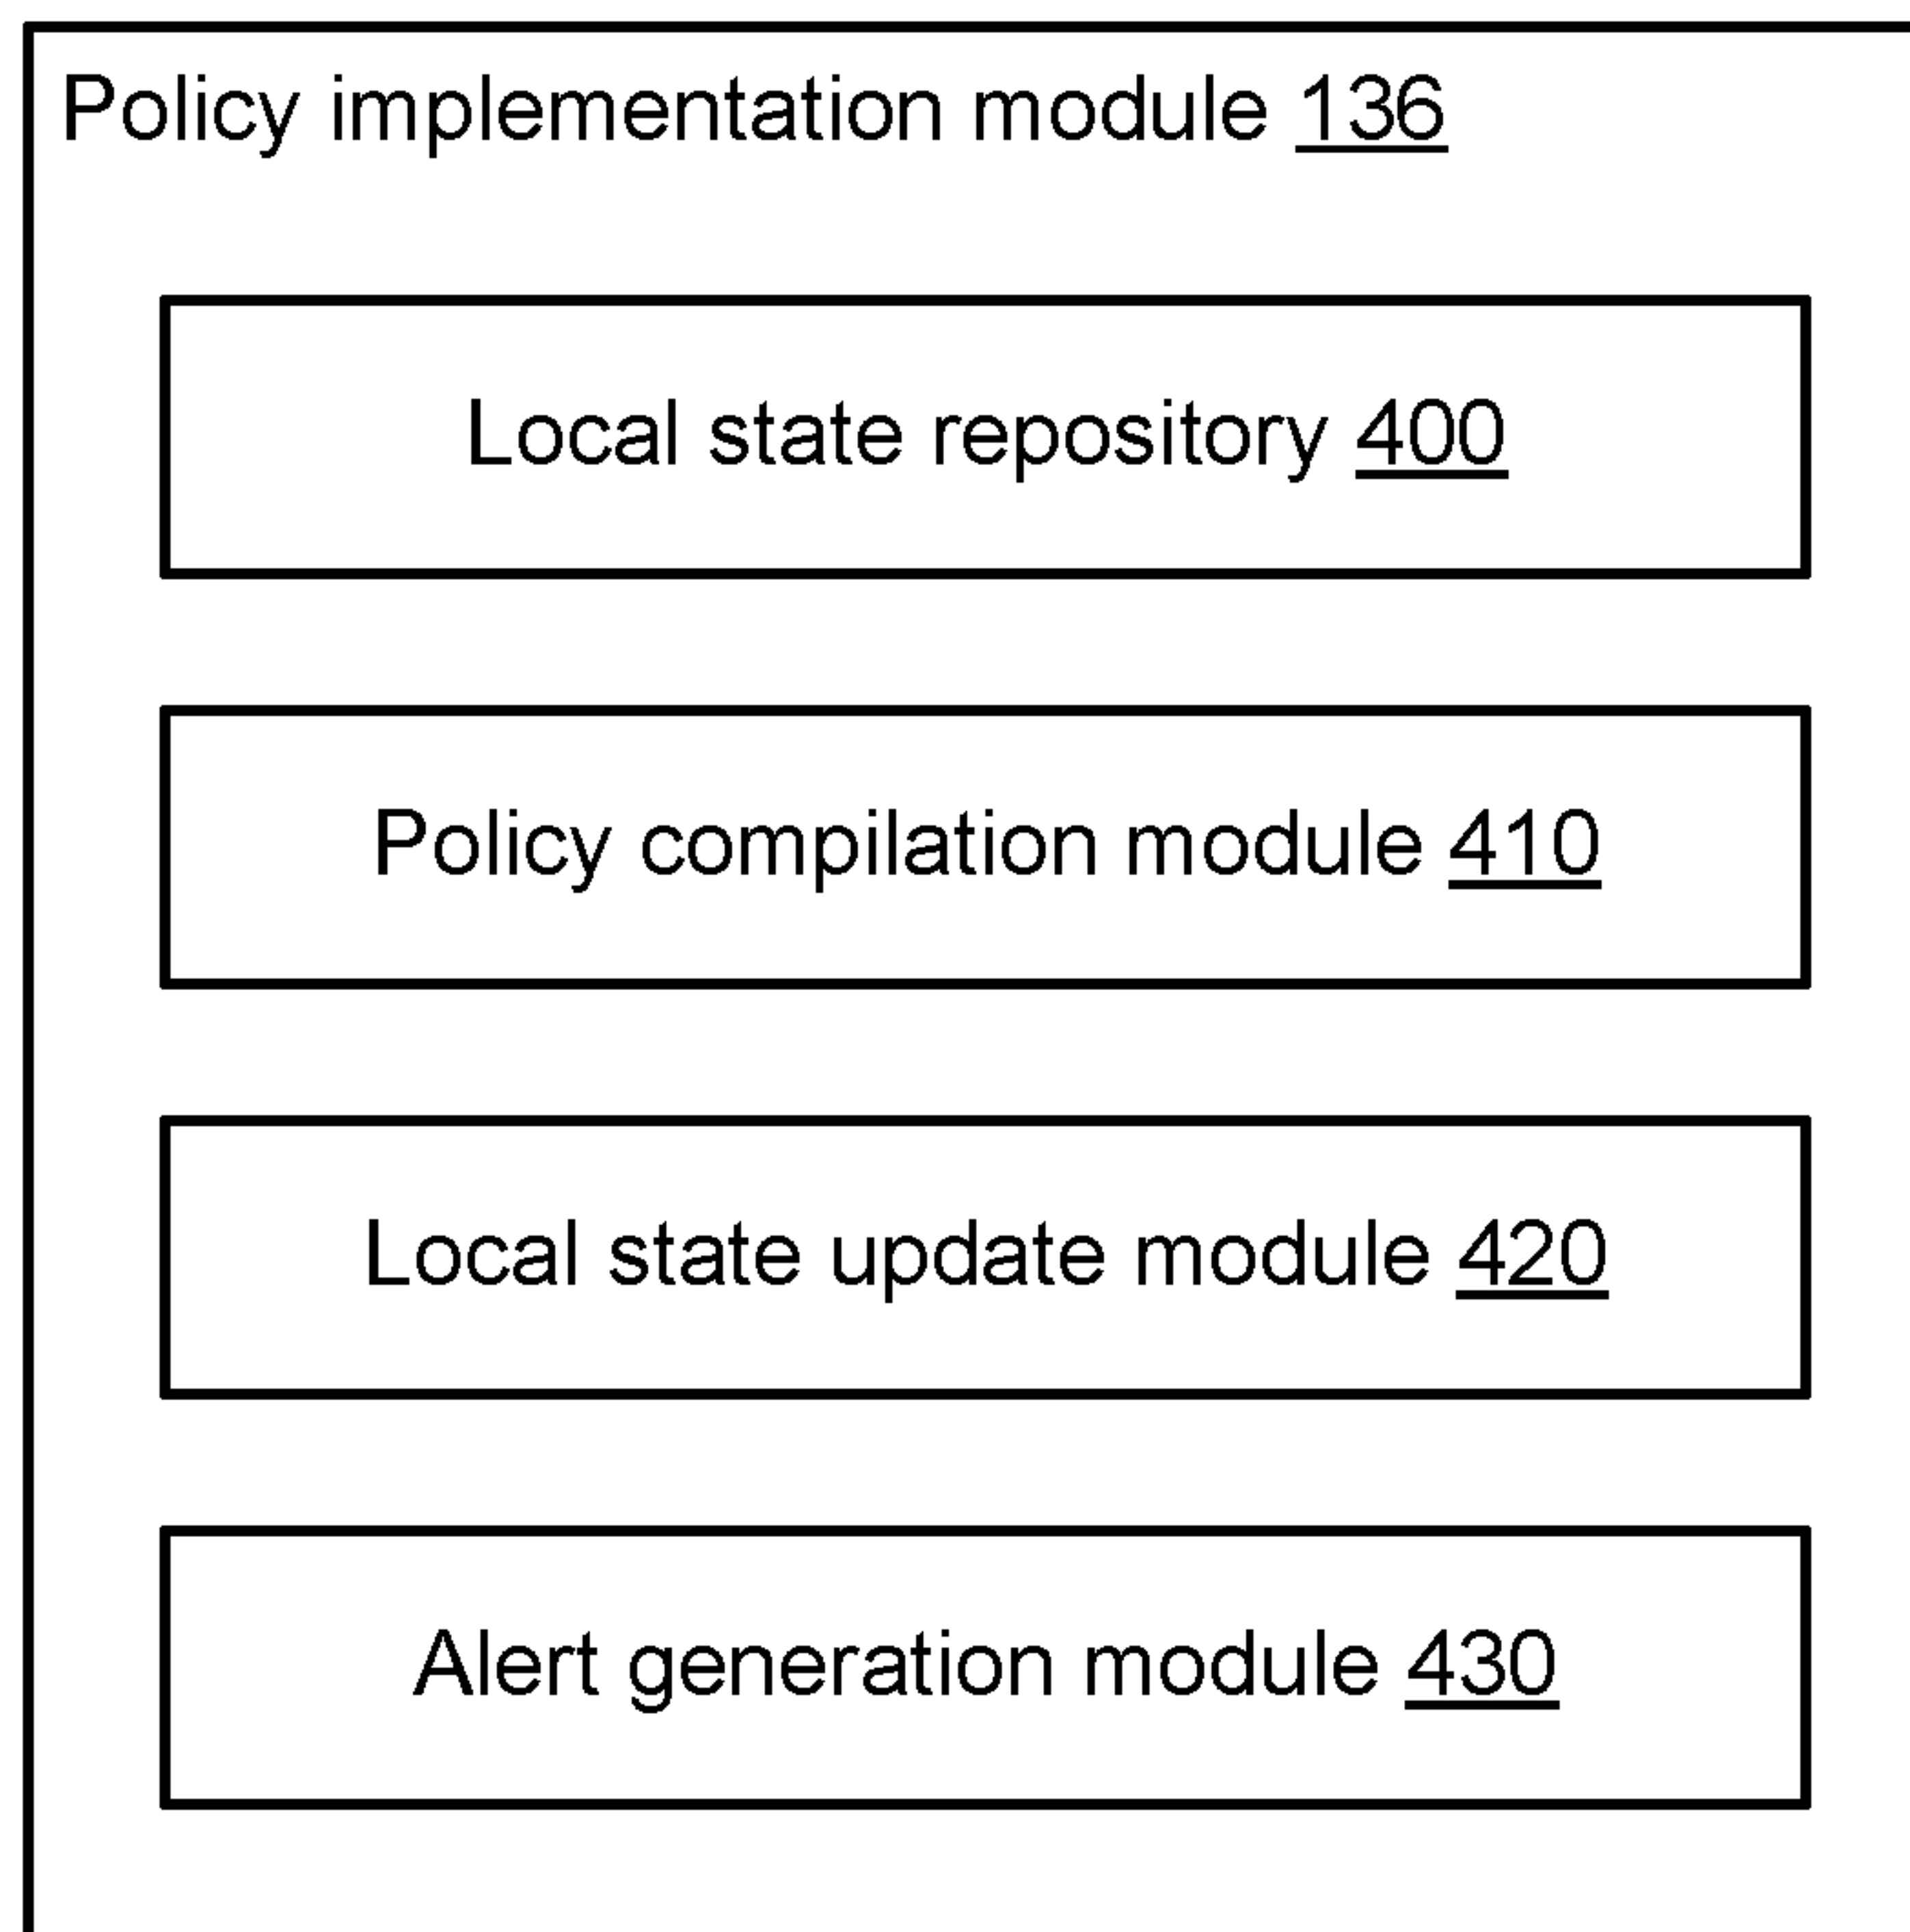 Policy implementation module 136
Local state repository 400
Policy compilation module 410
Local state update module 420
Alert generation module 430